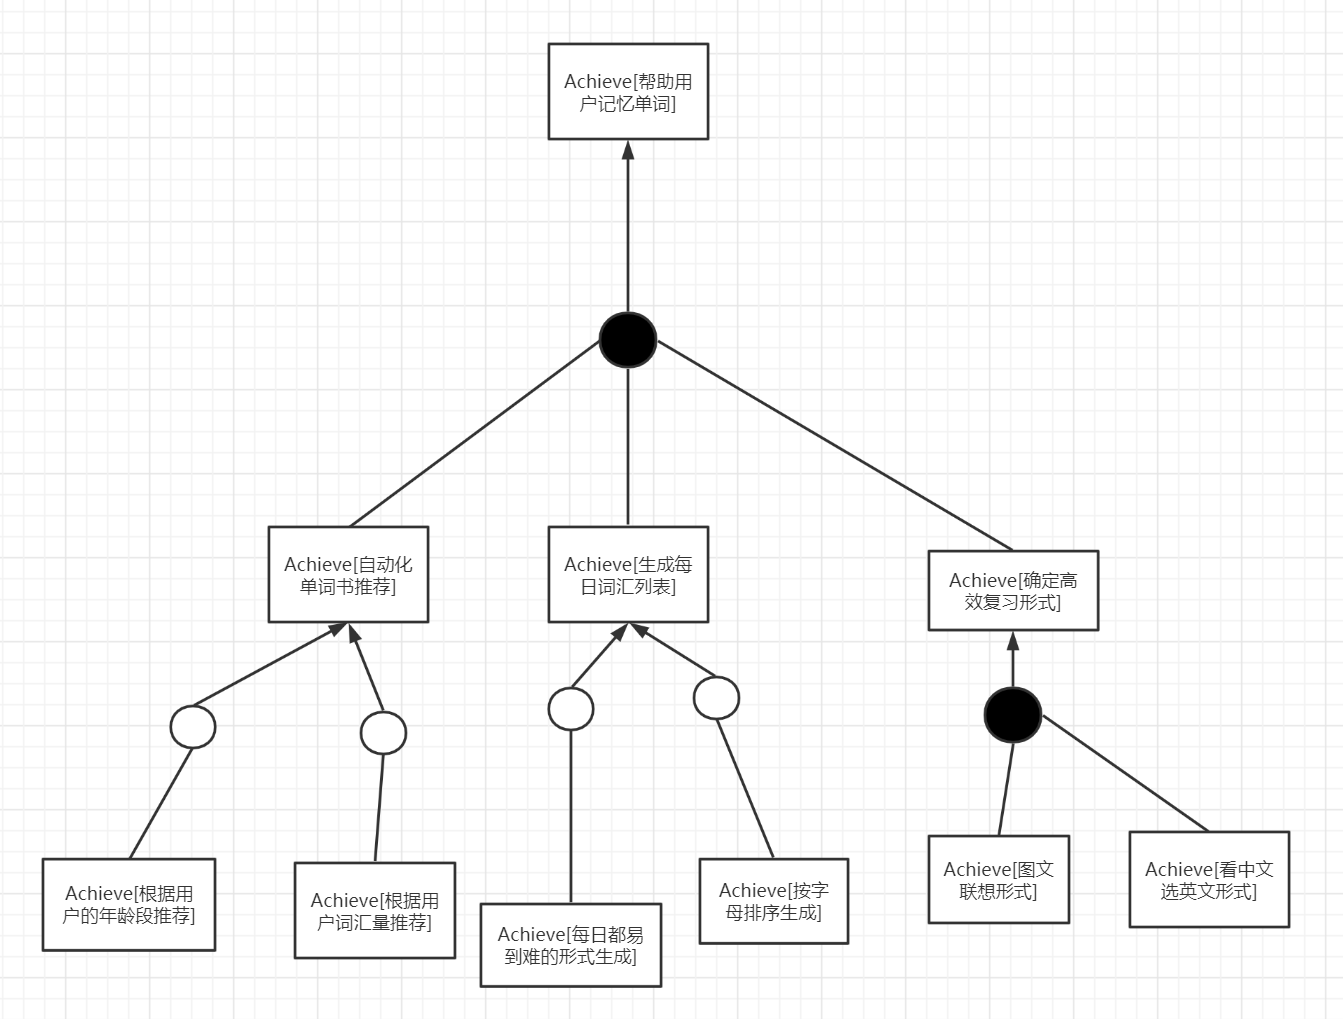 Achieve[帮助用
户记忆单词]
Achieve[自动化
单词书推荐]
Achieve[生成每
日词汇列表]
Achieve[确定高
效复习形式]
Achieve[根据用
户的年龄段推荐]
Achieve[根据用
户词汇量推荐]
Achieve[每日都易
到难的形式生成]
Achieve[按字
母排序生成]
Achieve[图文
联想形式]
Achieve[看中文
选英文形式]